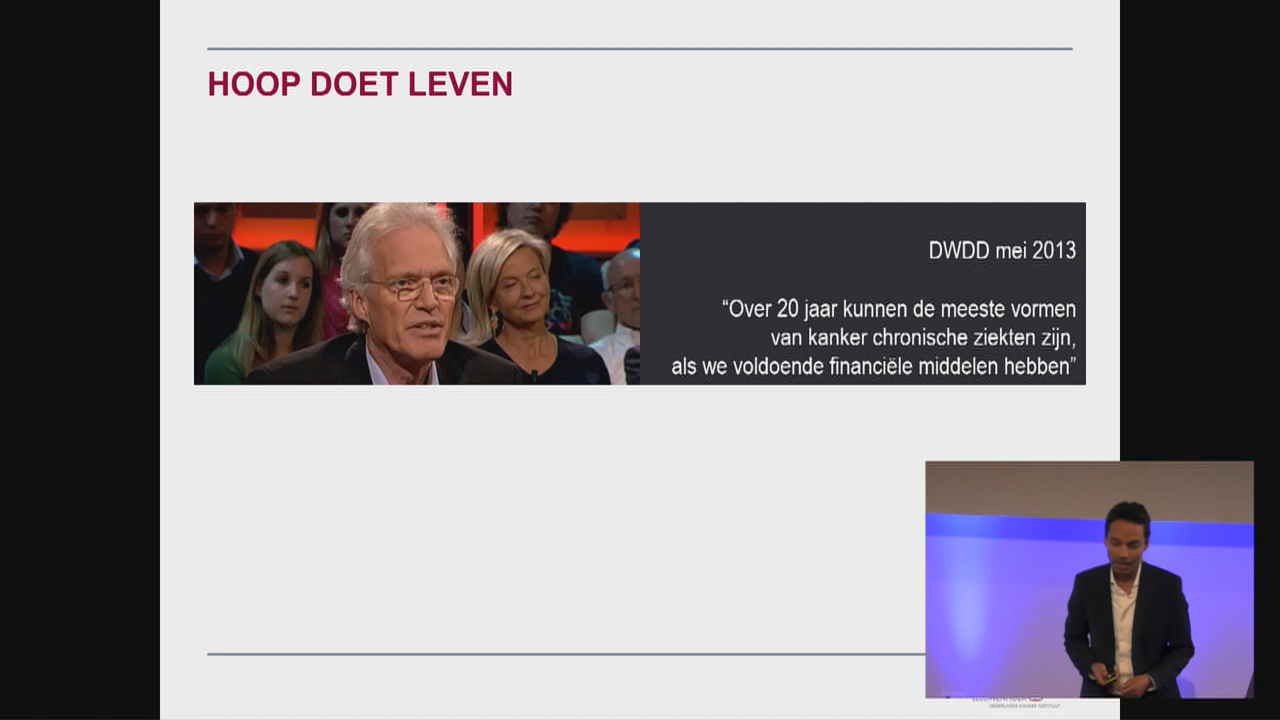 HOOP DOET LEVEN
DWDD mei 2013
“Over 20 jaar kunnen de meeste vormen
van kanker chronische ziekten zijn,
als we voldoende financiële middelen hebben”